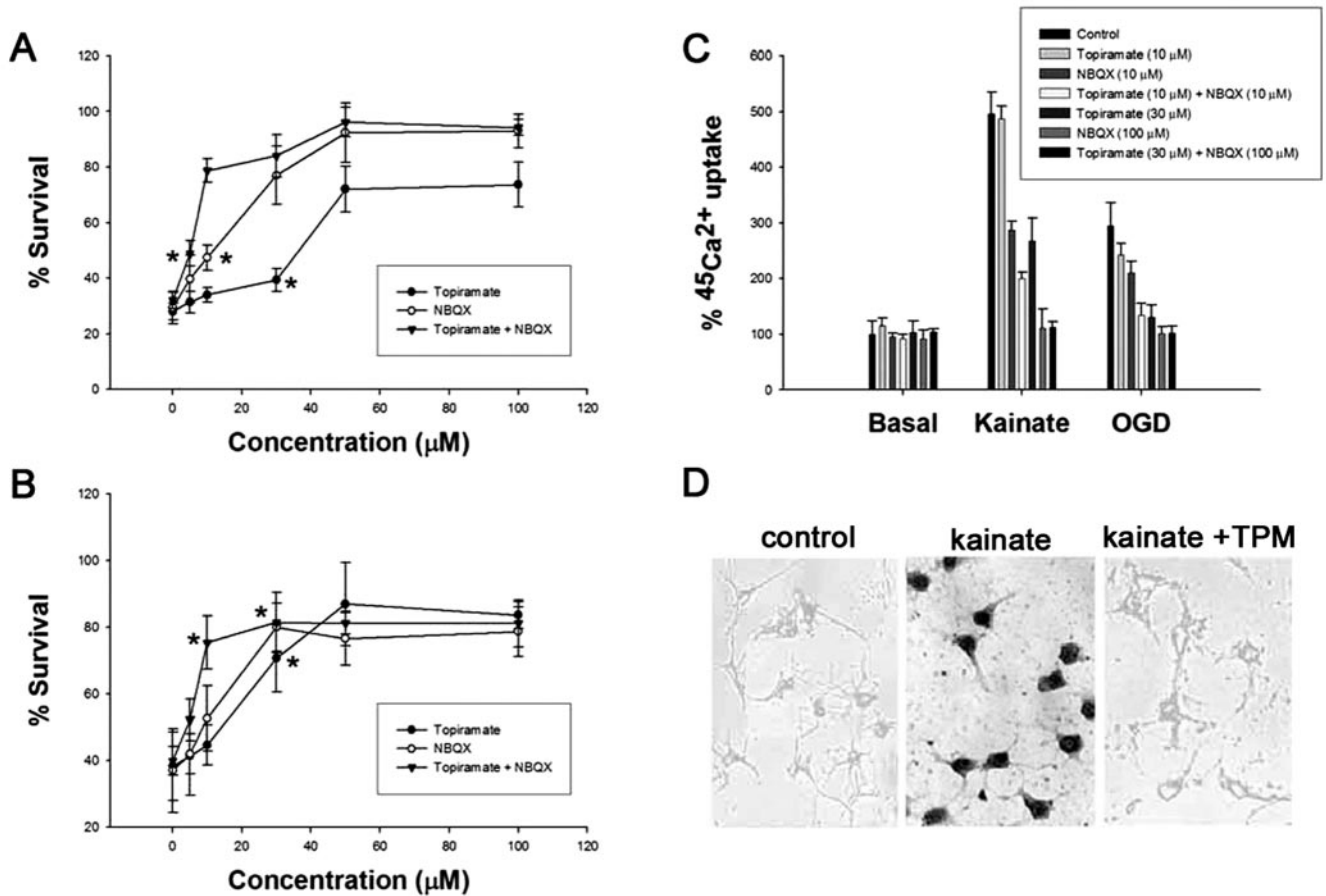 A
120
100
80
60
40
20
0
% Survival
*
*
*
Topiramate
NBQX
Topiramate + NBQX
0 20 40 60 80 100 120
Concentration (μM)
B
120
100
80
60
40
20
% Survival
*
*
*
Topiramate
NBQX
Topiramate + NBQX
0 20 40 60 80 100 120
Concentration (μM)
C
Control
Topiramate (10 μM)
NBQX (10 μM)
Topiramate (10 μM) + NBQX (10 μM)
Topiramate (30 μM)
NBQX (100 μM)
Topiramate (30 μM) + NBQX (100 μM)
600
500
400
300
200
100
0
% 45Ca2+ uptake
Basal Kainate OGD
D
control kainate kainate +TPM